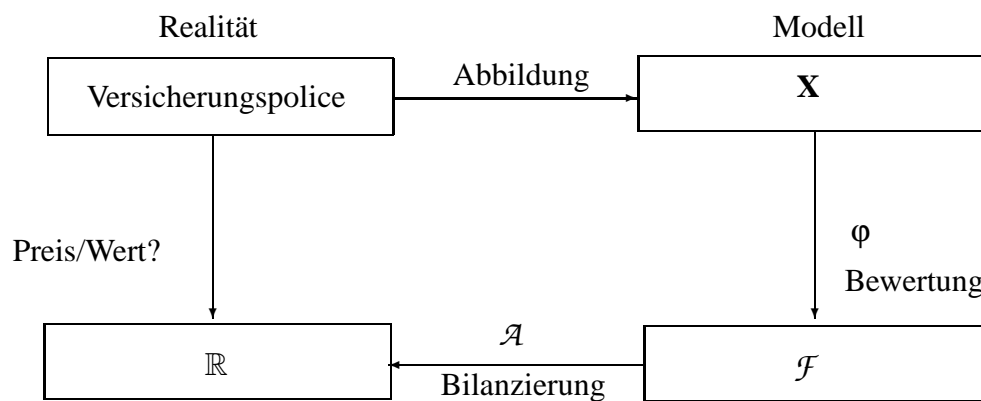 Realität
Modell
Versicherungspolice
Abbildung
X
Preis/Wert?
φ
Bewertung
ℝ
𝒜
Bilanzierung
ℱ